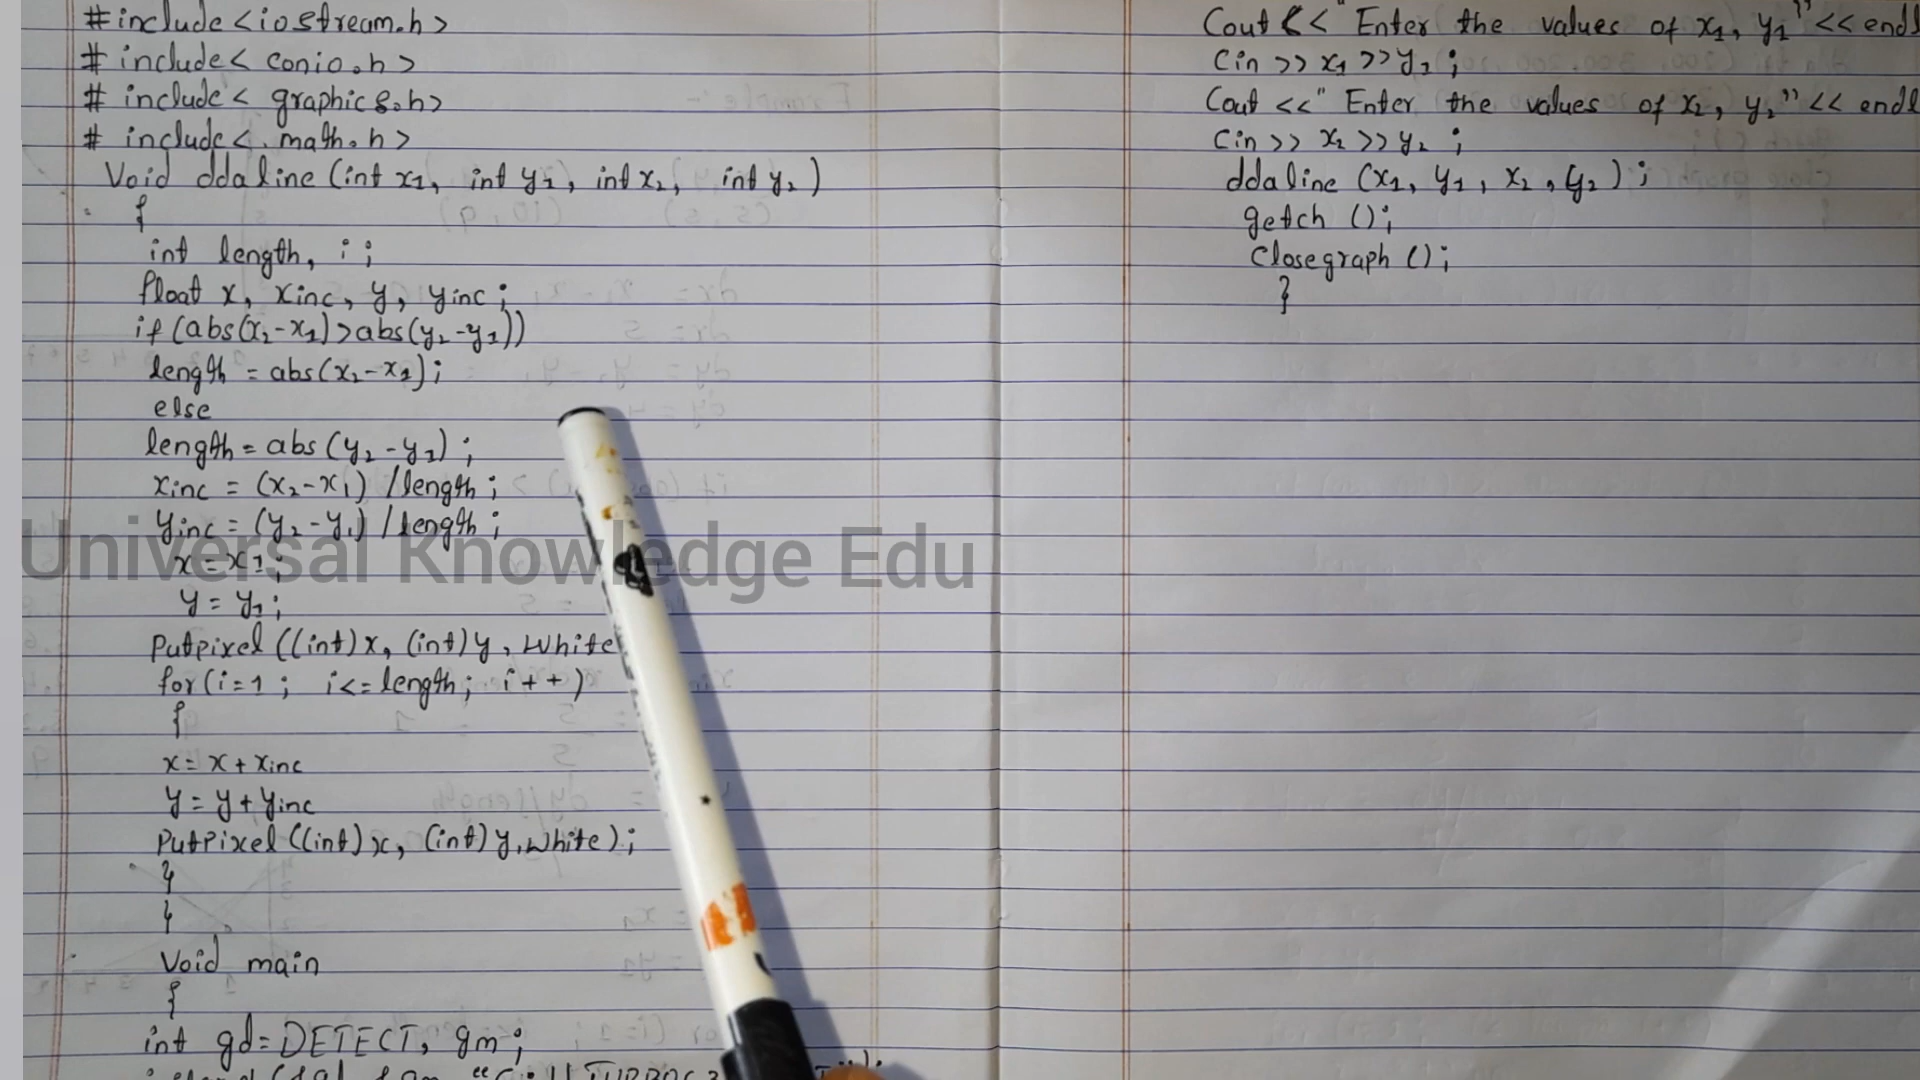 #include<iostream.h>
# include< conio.h>
# include< graphics.h>
# include< math.h>
Void ddaline (int x1, int y1, int x2, int y2)
{
int length, i;
float x, xinc, y, yinc;
if (abs(x2-x1)>abs(y2-y1))
length = abs(x2-x1);
else
length = abs (y2-y1);
xinc = (x2-x1) /length;
yinc = (y2-y1) /length;
x = x1;
y = y1;
Putpixel ((int)x, (int)y, White
for(i=1; i<=length; i++)
{
x = x + xinc
y = y + yinc
PutPixel ((int)x, (int)y, White);
}
}
Void main
{
int gd=DETECT, gm;
Cout << "Enter the values of x1, y1" << endl
Cin >> x1 >> y1;
Cout << "Enter the values of x2, y2" << endl
Cin >> x2 >> y2;
ddaline (x1, y1, x2, y2);
getch ();
Closegraph ();
}
Universal Knowledge Edu